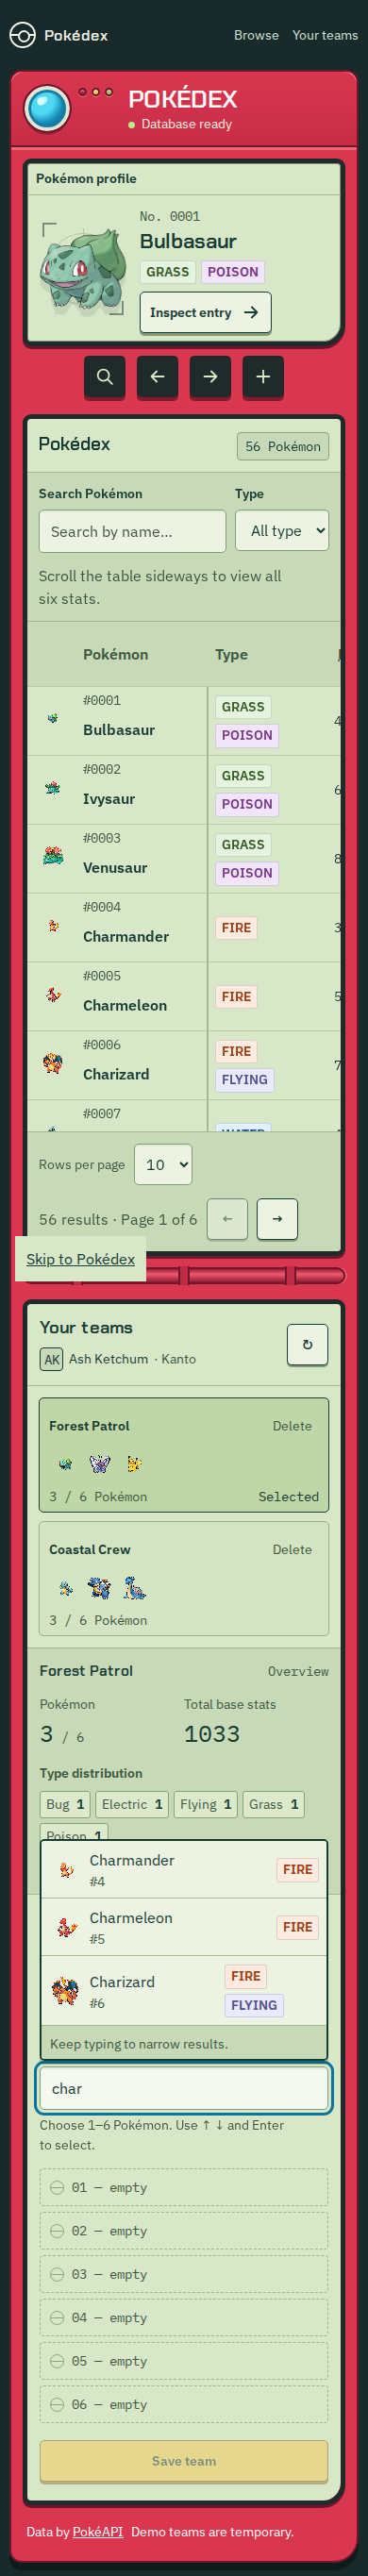 Pokédex
Browse Your teams
POKÉDEX
Database ready
Pokémon profile
No. 0001
Bulbasaur
GRASS POISON
Inspect entry →
← → +
Pokédex
56 Pokémon
Search Pokémon Type
Search by name... All type
Scroll the table sideways to view all
six stats.
Pokémon Type
#0001
Bulbasaur
GRASS
POISON
4
#0002
Ivysaur
GRASS
POISON
6
#0003
Venusaur
GRASS
POISON
8
#0004
Charmander
FIRE
3
#0005
Charmeleon
FIRE
5
#0006
Charizard
FIRE
FLYING
7
#0007
WATER
Rows per page 10
56 results · Page 1 of 6 ← →
Skip to Pokédex
Your teams
AK Ash Ketchum · Kanto
↻
Forest Patrol Delete
3 / 6 Pokémon Selected
Coastal Crew Delete
3 / 6 Pokémon
Forest Patrol Overview
Pokémon Total base stats
3 / 6 1033
Type distribution
Bug 1 Electric 1 Flying 1 Grass 1
Poison 1
Charmander
#4
FIRE
Charmeleon
#5
FIRE
Charizard
#6
FIRE
FLYING
Keep typing to narrow results.
char
Choose 1–6 Pokémon. Use ↑ ↓ and Enter
to select.
01 — empty
02 — empty
03 — empty
04 — empty
05 — empty
06 — empty
Save team
Data by PokéAPI Demo teams are temporary.